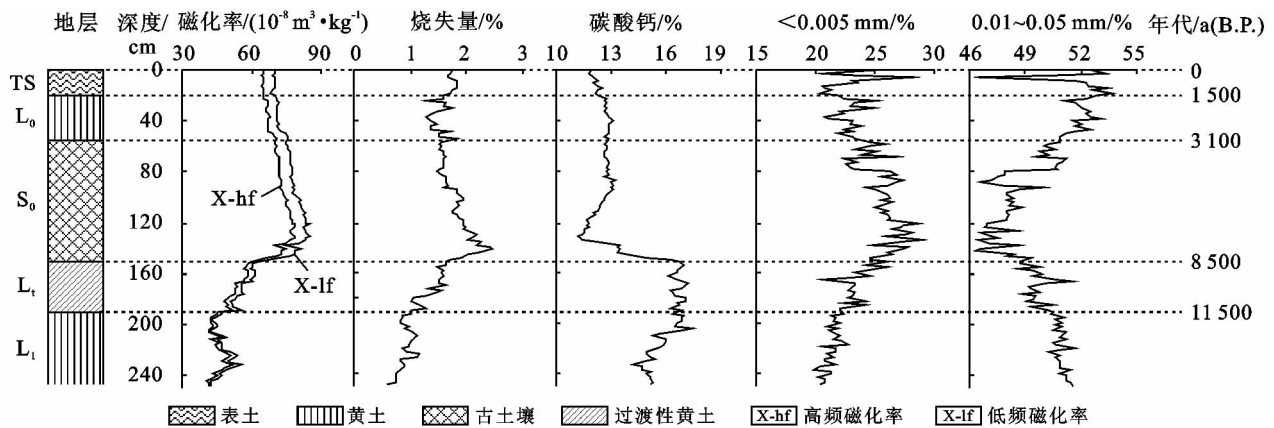 地层 深度/cm 磁化率/(10⁻⁸ m³·kg⁻¹) 烧失量/% 碳酸钙/% <0.005 mm/% 0.01~0.05 mm/% 年代/a(B.P.)
30 50 70 90 0 1 2 3 10 13 16 19 15 20 25 30 46 49 52 55
TS 0 0
1 500
L₀ 40
3 100
80
S₀ X-hf
120
X-lf
8 500
160
Lₜ
11 500
200
L₁
240
表土 黄土 古土壤 过渡性黄土 X-hf 高频磁化率 X-lf 低频磁化率